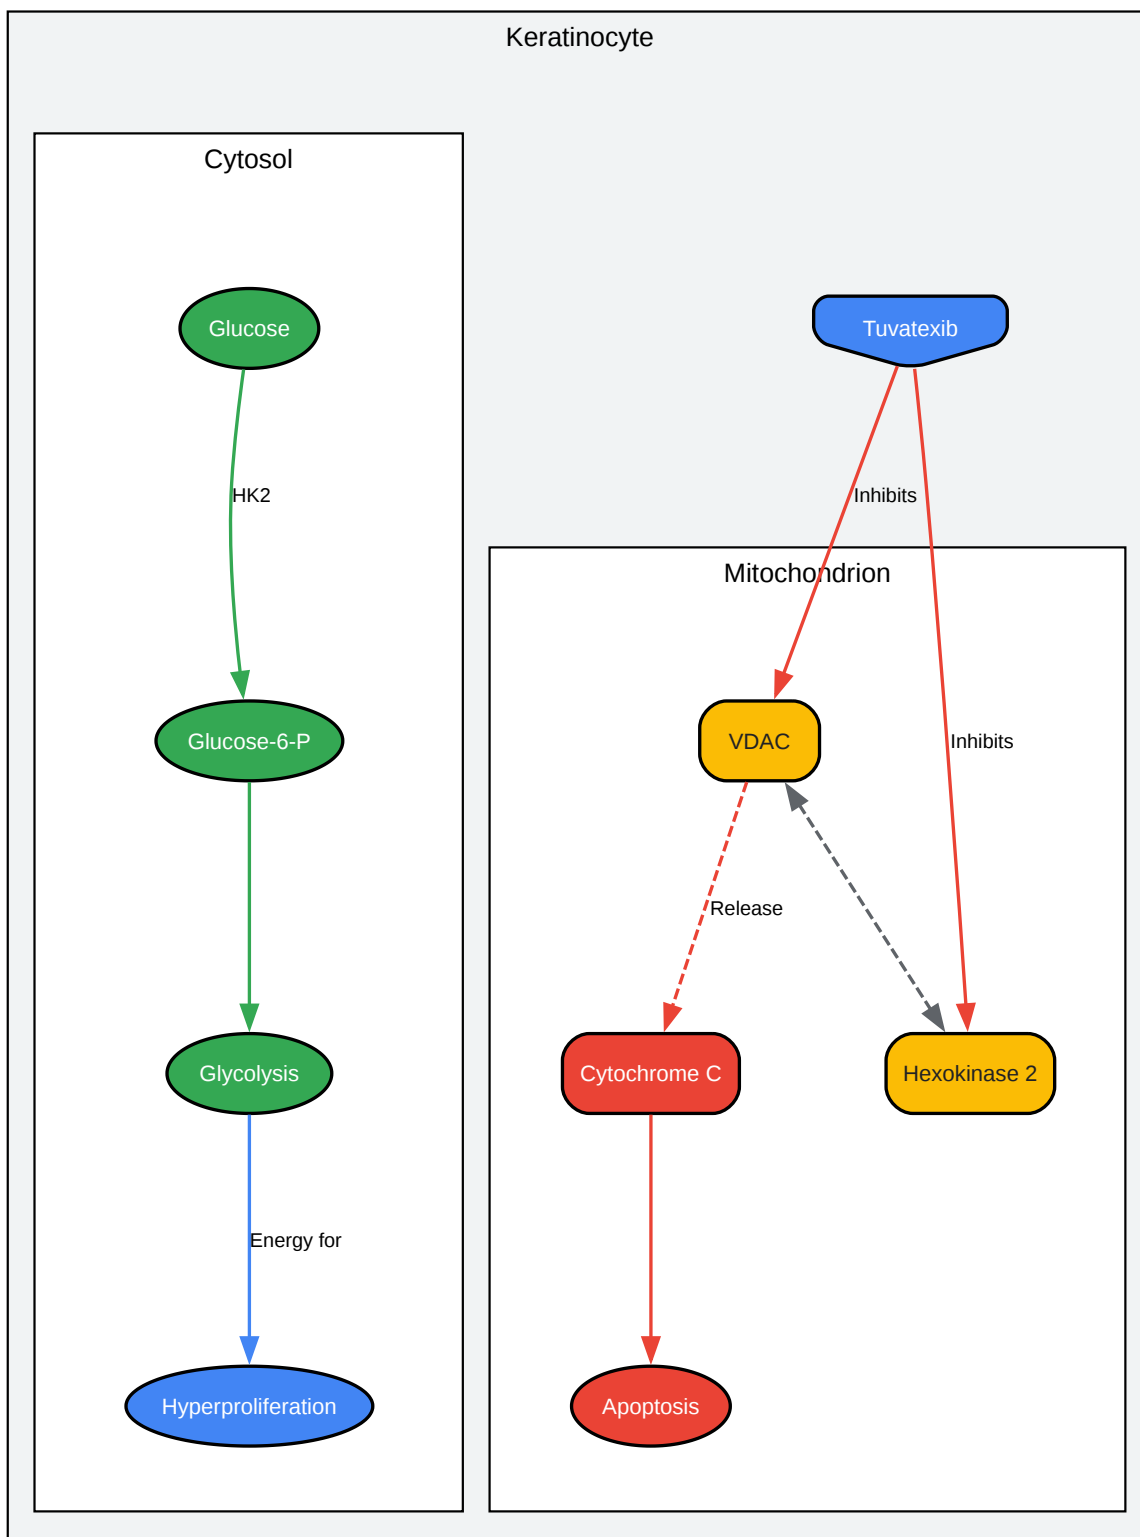 Keratinocyte
Cytosol
Glucose
Tuvatexib
HK2
Inhibits
Mitochondrion
Glucose-6-P
VDAC
Inhibits
Release
Glycolysis
Cytochrome C
Hexokinase 2
Energy for
Hyperproliferation
Apoptosis